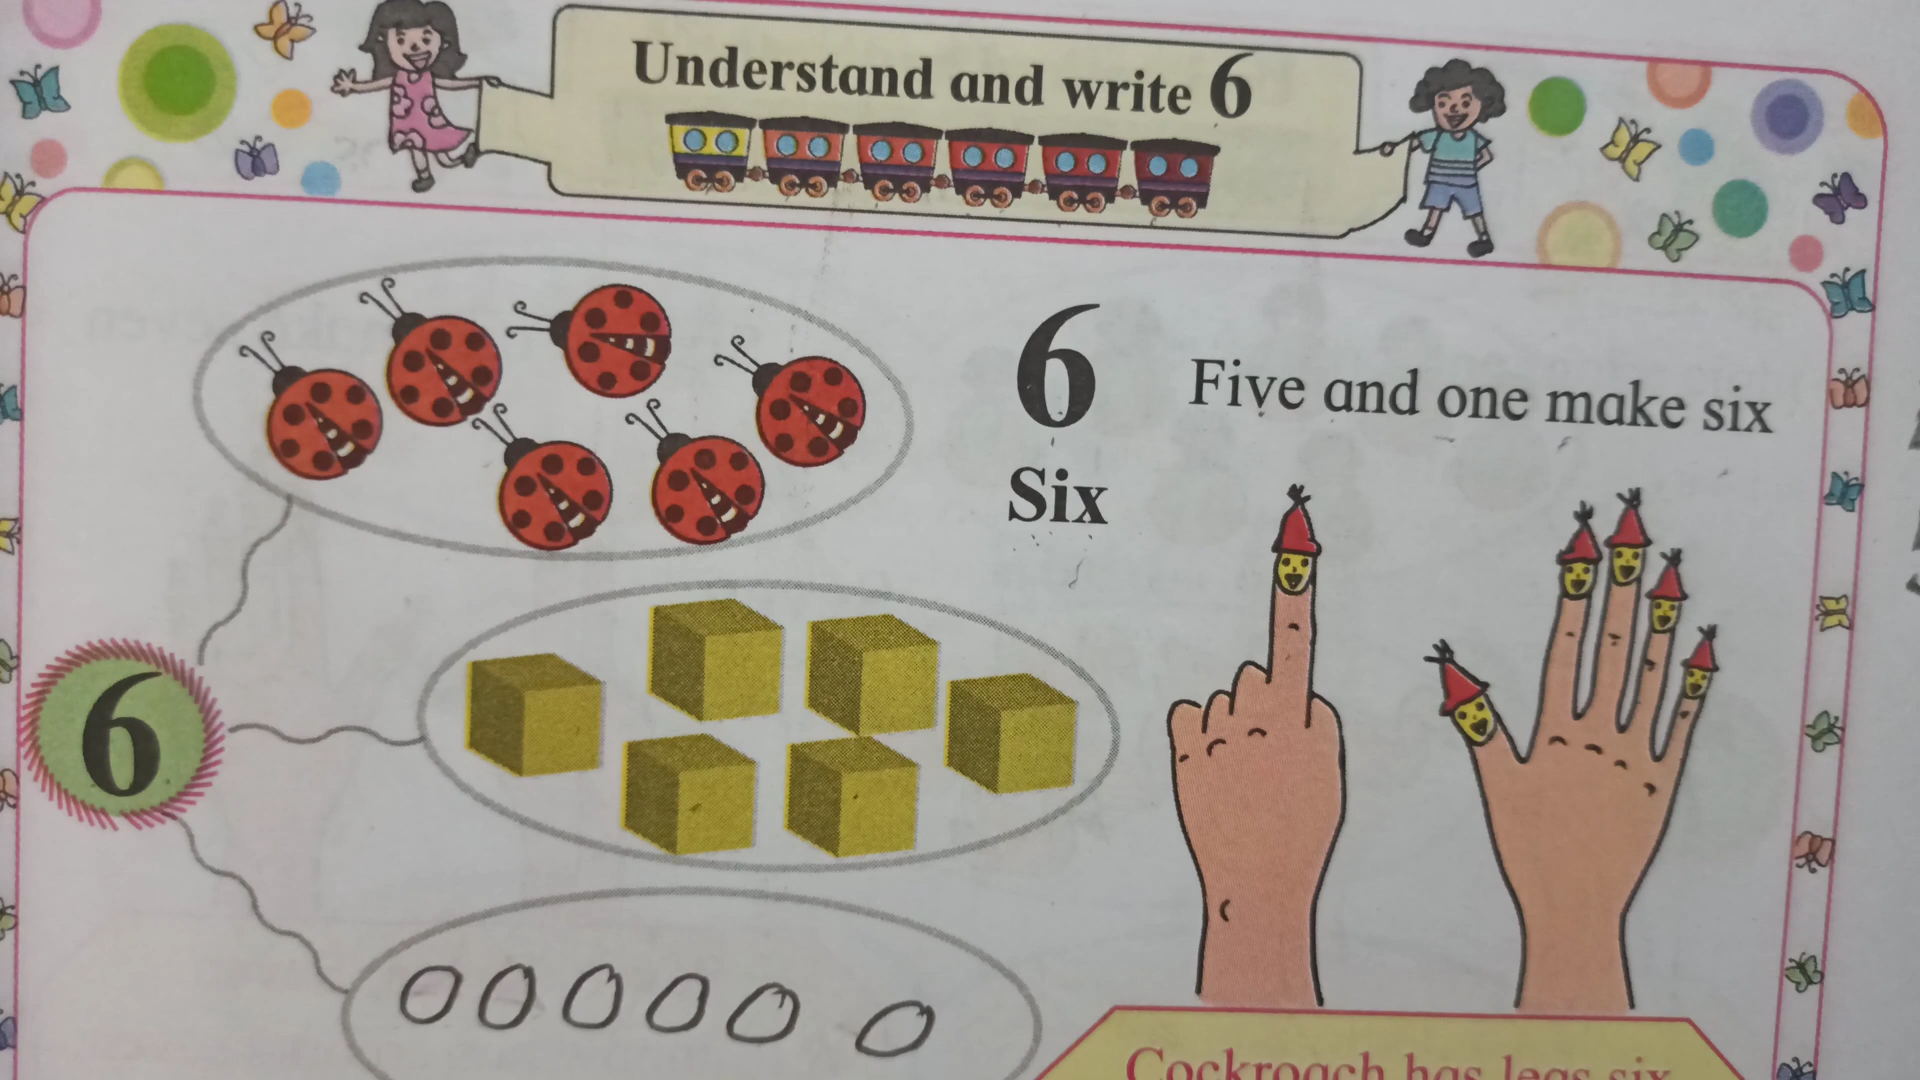 Understand and write 6
6
Five and one make six
Six
6
Cockroach has legs six